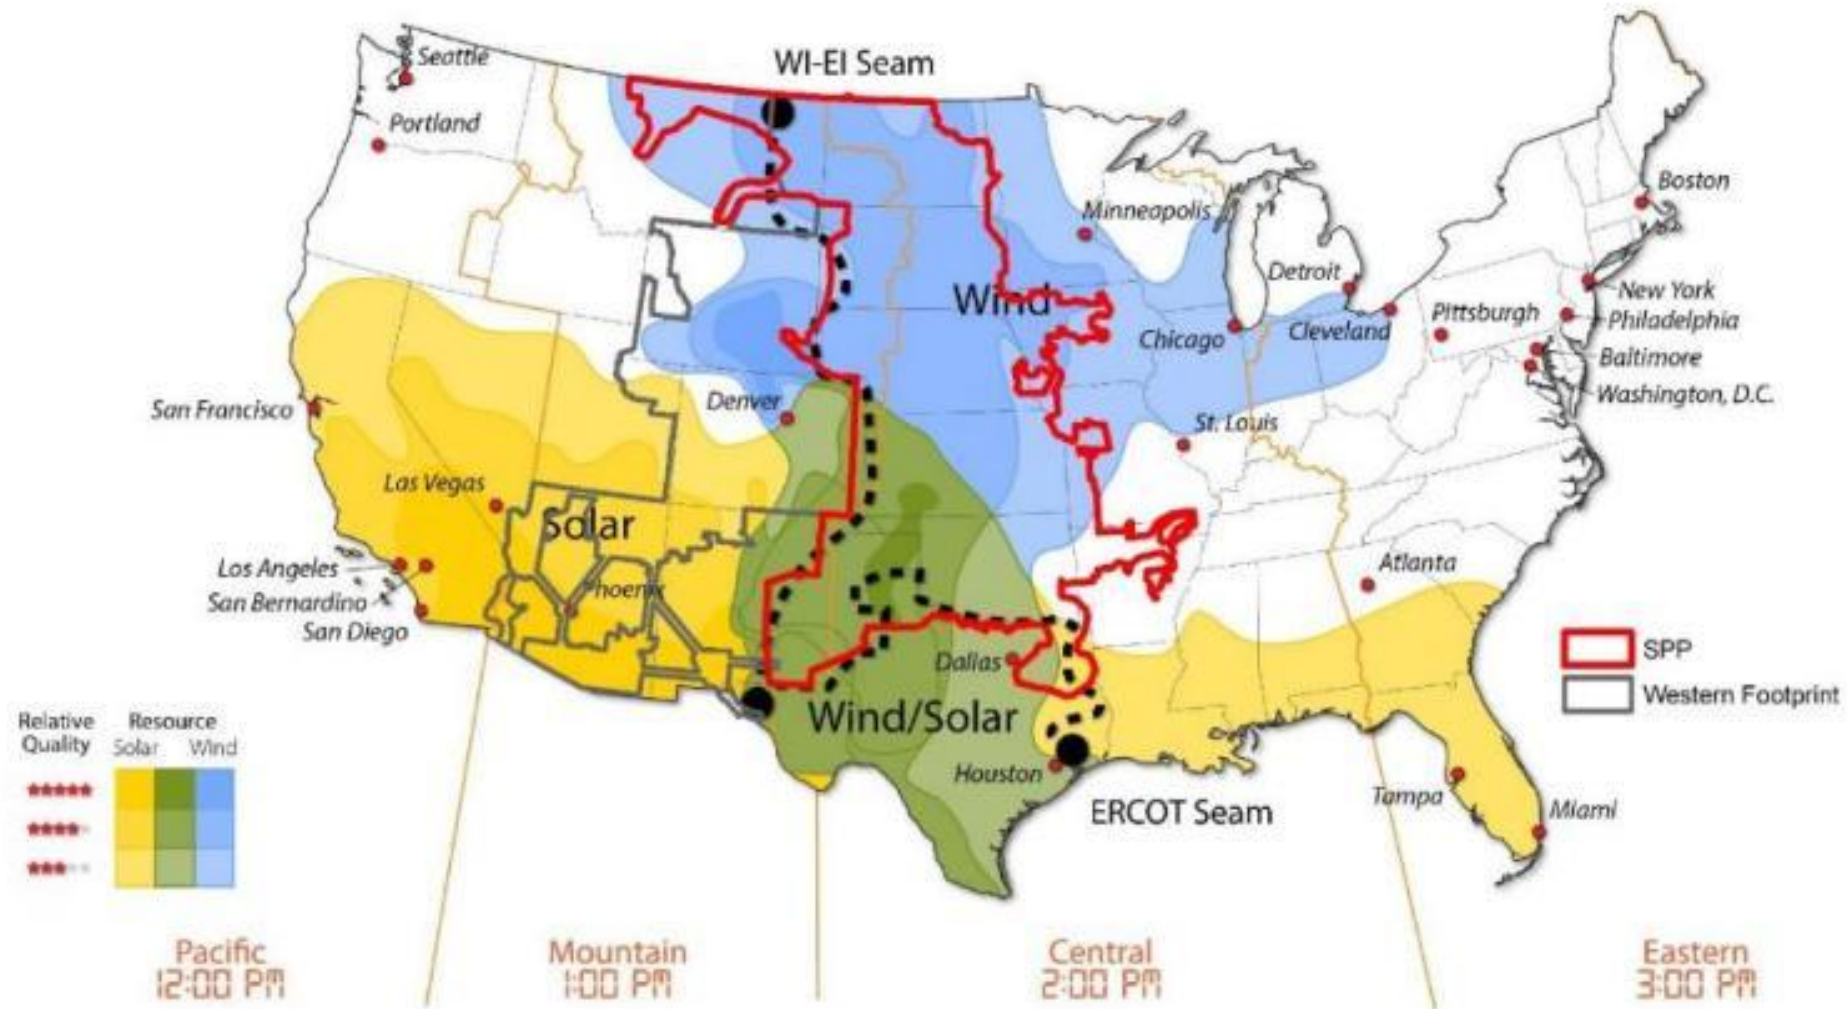 WI-EI Seam
Seattle
Portland
Minneapolis
Boston
Detroit
Wind
New York
Pittsburgh
Philadelphia
Chicago
Cleveland
Baltimore
Washington, D.C.
San Francisco
Denver
St. Louis
Las Vegas
Solar
Los Angeles
Phoenix
Atlanta
San Bernardino
San Diego
Dallas
SPP
Western Footprint
Wind/Solar
Houston
Tampa
Miami
ERCOT Seam
Relative
Quality
Resource
Solar
Wind
Pacific
12:00 PM
Mountain
1:00 PM
Central
2:00 PM
Eastern
3:00 PM